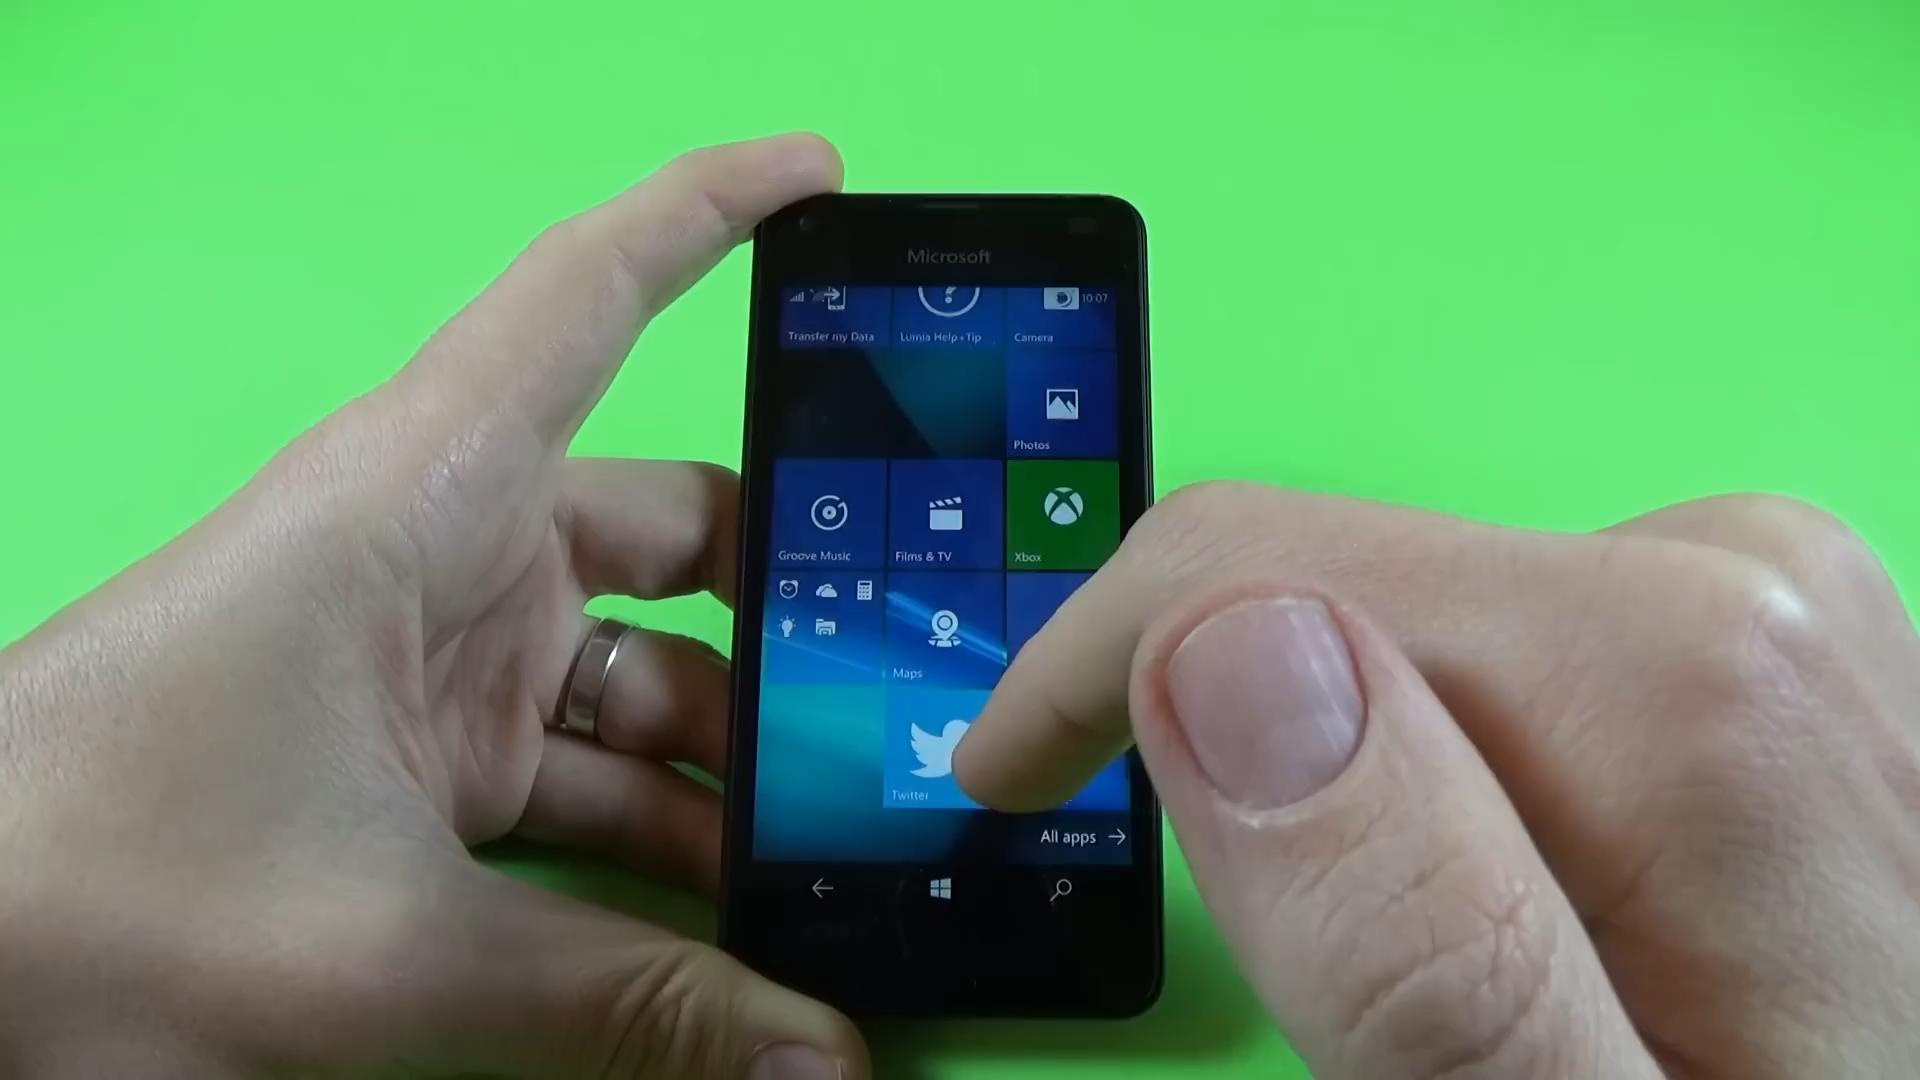 Microsoft
10:07
Transfer my Data
Lumia Help+Tip
Camera
Photos
Groove Music
Films & TV
Xbox
Maps
Twitter
All apps